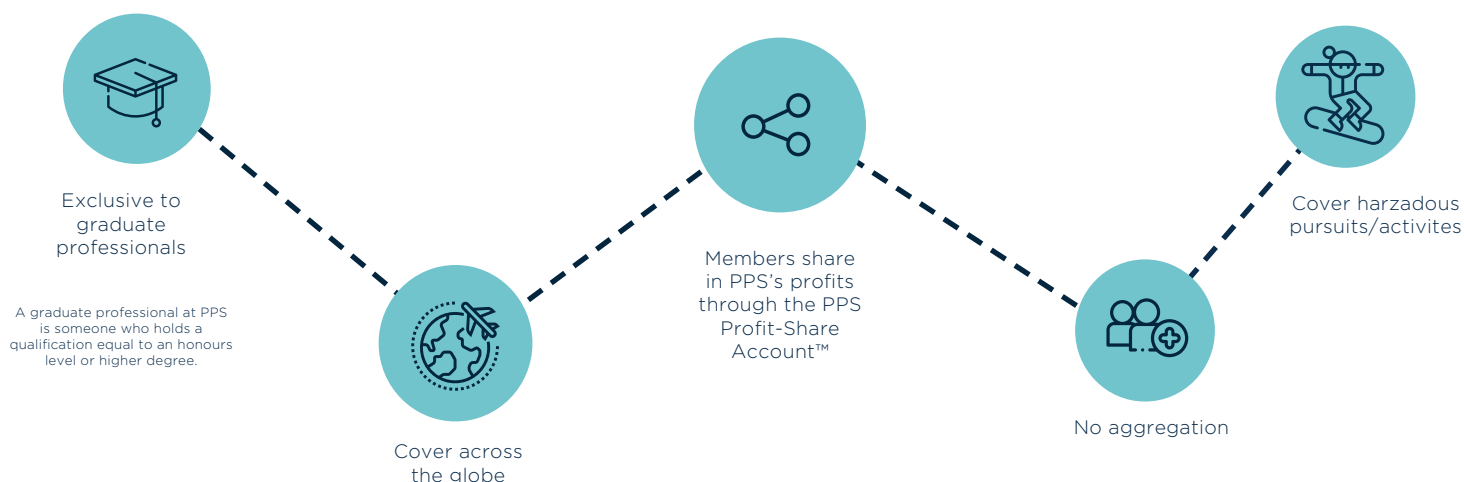 Exclusive to
graduate
professionals
A graduate professional at PPS
is someone who holds a
qualification equal to an honours
level or higher degree.
Cover across
the globe
Members share
in PPS's profits
through the PPS
Profit-Share
Account™
No aggregation
Cover harzadous
pursuits/activites